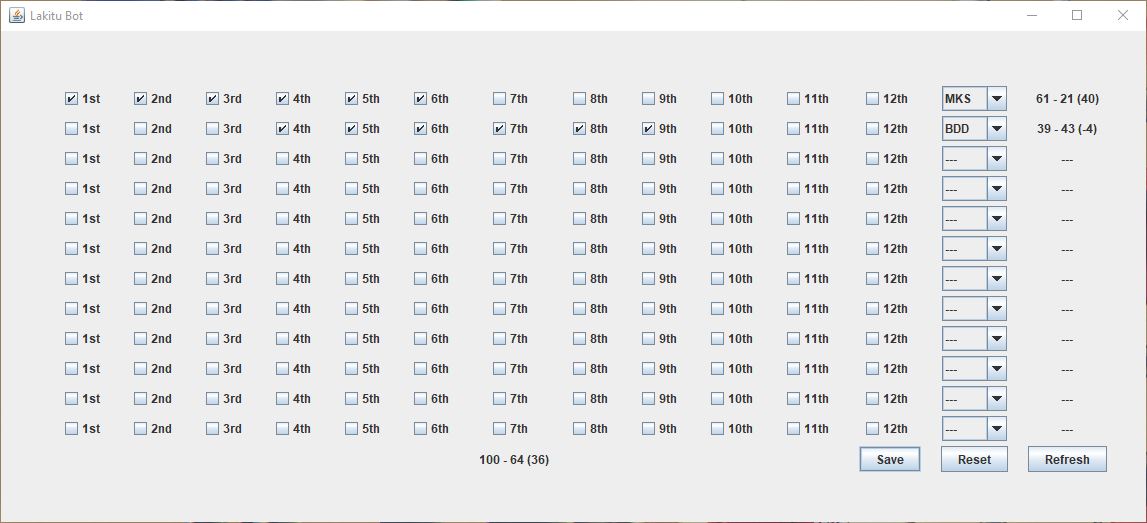 Lakitu Bot
1st 2nd 3rd 4th 5th 6th 7th 8th 9th 10th 11th 12th MKS 61 - 21 (40)
1st 2nd 3rd 4th 5th 6th 7th 8th 9th 10th 11th 12th BDD 39 - 43 (-4)
1st 2nd 3rd 4th 5th 6th 7th 8th 9th 10th 11th 12th --- ---
1st 2nd 3rd 4th 5th 6th 7th 8th 9th 10th 11th 12th --- ---
1st 2nd 3rd 4th 5th 6th 7th 8th 9th 10th 11th 12th --- ---
1st 2nd 3rd 4th 5th 6th 7th 8th 9th 10th 11th 12th --- ---
1st 2nd 3rd 4th 5th 6th 7th 8th 9th 10th 11th 12th --- ---
1st 2nd 3rd 4th 5th 6th 7th 8th 9th 10th 11th 12th --- ---
1st 2nd 3rd 4th 5th 6th 7th 8th 9th 10th 11th 12th --- ---
1st 2nd 3rd 4th 5th 6th 7th 8th 9th 10th 11th 12th --- ---
1st 2nd 3rd 4th 5th 6th 7th 8th 9th 10th 11th 12th --- ---
1st 2nd 3rd 4th 5th 6th 7th 8th 9th 10th 11th 12th --- ---
100 - 64 (36) Save Reset Refresh